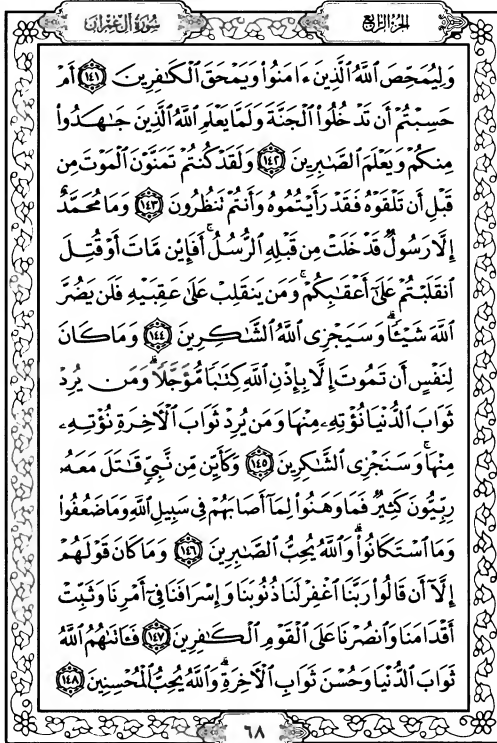 الجزء الرابع
سورة آل عمران
وَلِيُمَحِّصَ ٱللَّهُ ٱلَّذِينَ ءَامَنُوا۟ وَيَمْحَقَ ٱلْكَٰفِرِينَ ١٤١ أَمْ
حَسِبْتُمْ أَن تَدْخُلُوا۟ ٱلْجَنَّةَ وَلَمَّا يَعْلَمِ ٱللَّهُ ٱلَّذِينَ جَٰهَدُوا۟
مِنكُمْ وَيَعْلَمَ ٱلصَّٰبِرِينَ ١٤٢ وَلَقَدْ كُنتُمْ تَمَنَّوْنَ ٱلْمَوْتَ مِن
قَبْلِ أَن تَلْقَوْهُ فَقَدْ رَأَيْتُمُوهُ وَأَنتُمْ تَنظُرُونَ ١٤٣ وَمَا مُحَمَّدٌ
إِلَّا رَسُولٌ قَدْ خَلَتْ مِن قَبْلِهِ ٱلرُّسُلُ ۚ أَفَإِي۟ن مَّاتَ أَوْ قُتِلَ
ٱنقَلَبْتُمْ عَلَىٰٓ أَعْقَٰبِكُمْ ۚ وَمَن يَنقَلِبْ عَلَىٰ عَقِبَيْهِ فَلَن يَضُرَّ
ٱللَّهَ شَيْـًٔا ۗ وَسَيَجْزِى ٱللَّهُ ٱلشَّٰكِرِينَ ١٤٤ وَمَا كَانَ
لِنَفْسٍ أَن تَمُوتَ إِلَّا بِإِذْنِ ٱللَّهِ كِتَٰبًا مُّؤَجَّلًا ۗ وَمَن يُرِدْ
ثَوَابَ ٱلدُّنْيَا نُؤْتِهِۦ مِنْهَا وَمَن يُرِدْ ثَوَابَ ٱلْءَاخِرَةِ نُؤْتِهِۦ
مِنْهَا ۚ وَسَنَجْزِى ٱلشَّٰكِرِينَ ١٤٥ وَكَأَيِّن مِّن نَّبِىٍّ قَٰتَلَ مَعَهُۥ
رِبِّيُّونَ كَثِيرٌ فَمَا وَهَنُوا۟ لِمَآ أَصَابَهُمْ فِى سَبِيلِ ٱللَّهِ وَمَا ضَعُفُوا۟
وَمَا ٱسْتَكَانُوا۟ ۗ وَٱللَّهُ يُحِبُّ ٱلصَّٰبِرِينَ ١٤٦ وَمَا كَانَ قَوْلَهُمْ
إِلَّآ أَن قَالُوا۟ رَبَّنَا ٱغْفِرْ لَنَا ذُنُوبَنَا وَإِسْرَافَنَا فِىٓ أَمْرِنَا وَثَبِّتْ
أَقْدَامَنَا وَٱنصُرْنَا عَلَى ٱلْقَوْمِ ٱلْكَٰفِرِينَ ١٤٧ فَـَٔاتَىٰهُمُ ٱللَّهُ
ثَوَابَ ٱلدُّنْيَا وَحُسْنَ ثَوَابِ ٱلْءَاخِرَةِ ۗ وَٱللَّهُ يُحِبُّ ٱلْمُحْسِنِينَ ١٤٨
٦٨